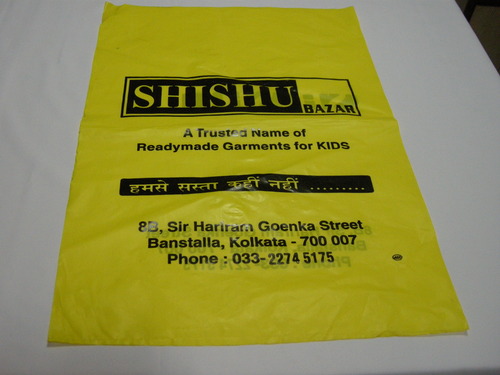 SHISHU
BAZAR
A Trusted Name of
Readymade Garments for KIDS
हमसे सस्ता कहीं नहीं .........
8B, Sir Hariram Goenka Street
Banstalla, Kolkata - 700 007
Phone : 033-2274 5175